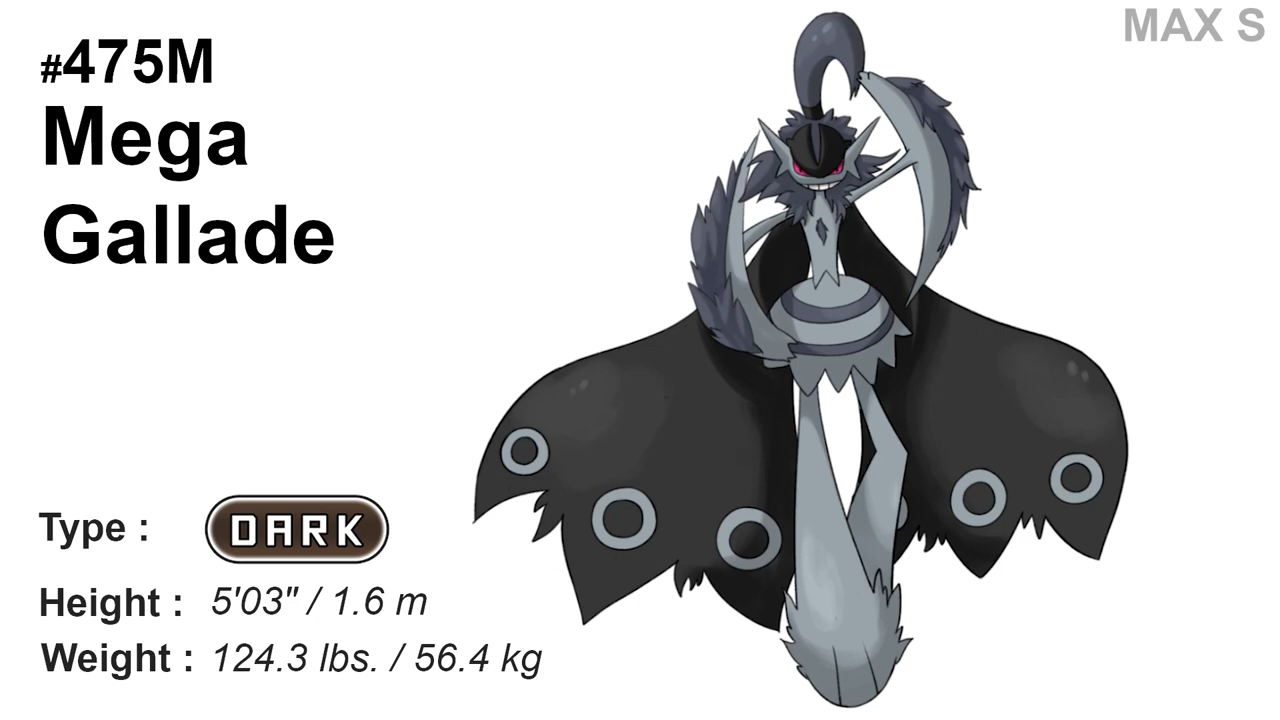 #475M
MAX S
Mega
Gallade
Type : DARK
Height : 5'03" / 1.6 m
Weight : 124.3 lbs. / 56.4 kg